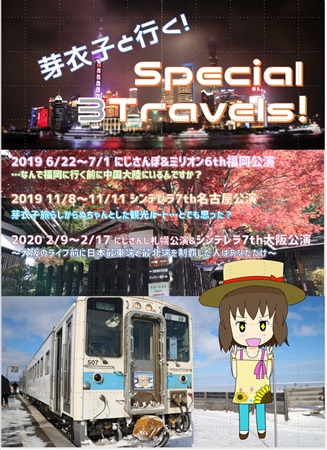 芽衣子と行く!
Special
3Travels!
2019 6/22〜7/1 にじさんぽ&ミリオン6th福岡公演
…なんで福岡に行く前に中国大陸にいるんですか?
2019 11/8〜11/11 シンデレラ7th名古屋公演
芽衣子旅らしからぬちゃんとした観光ルート…とでも思った?
2020 2/9〜2/17 にじさんじ札幌公演&シンデレラ7th大阪公演
〜大阪のライブ前に日本最東端と最北端を制覇した人はあなただけ〜
507